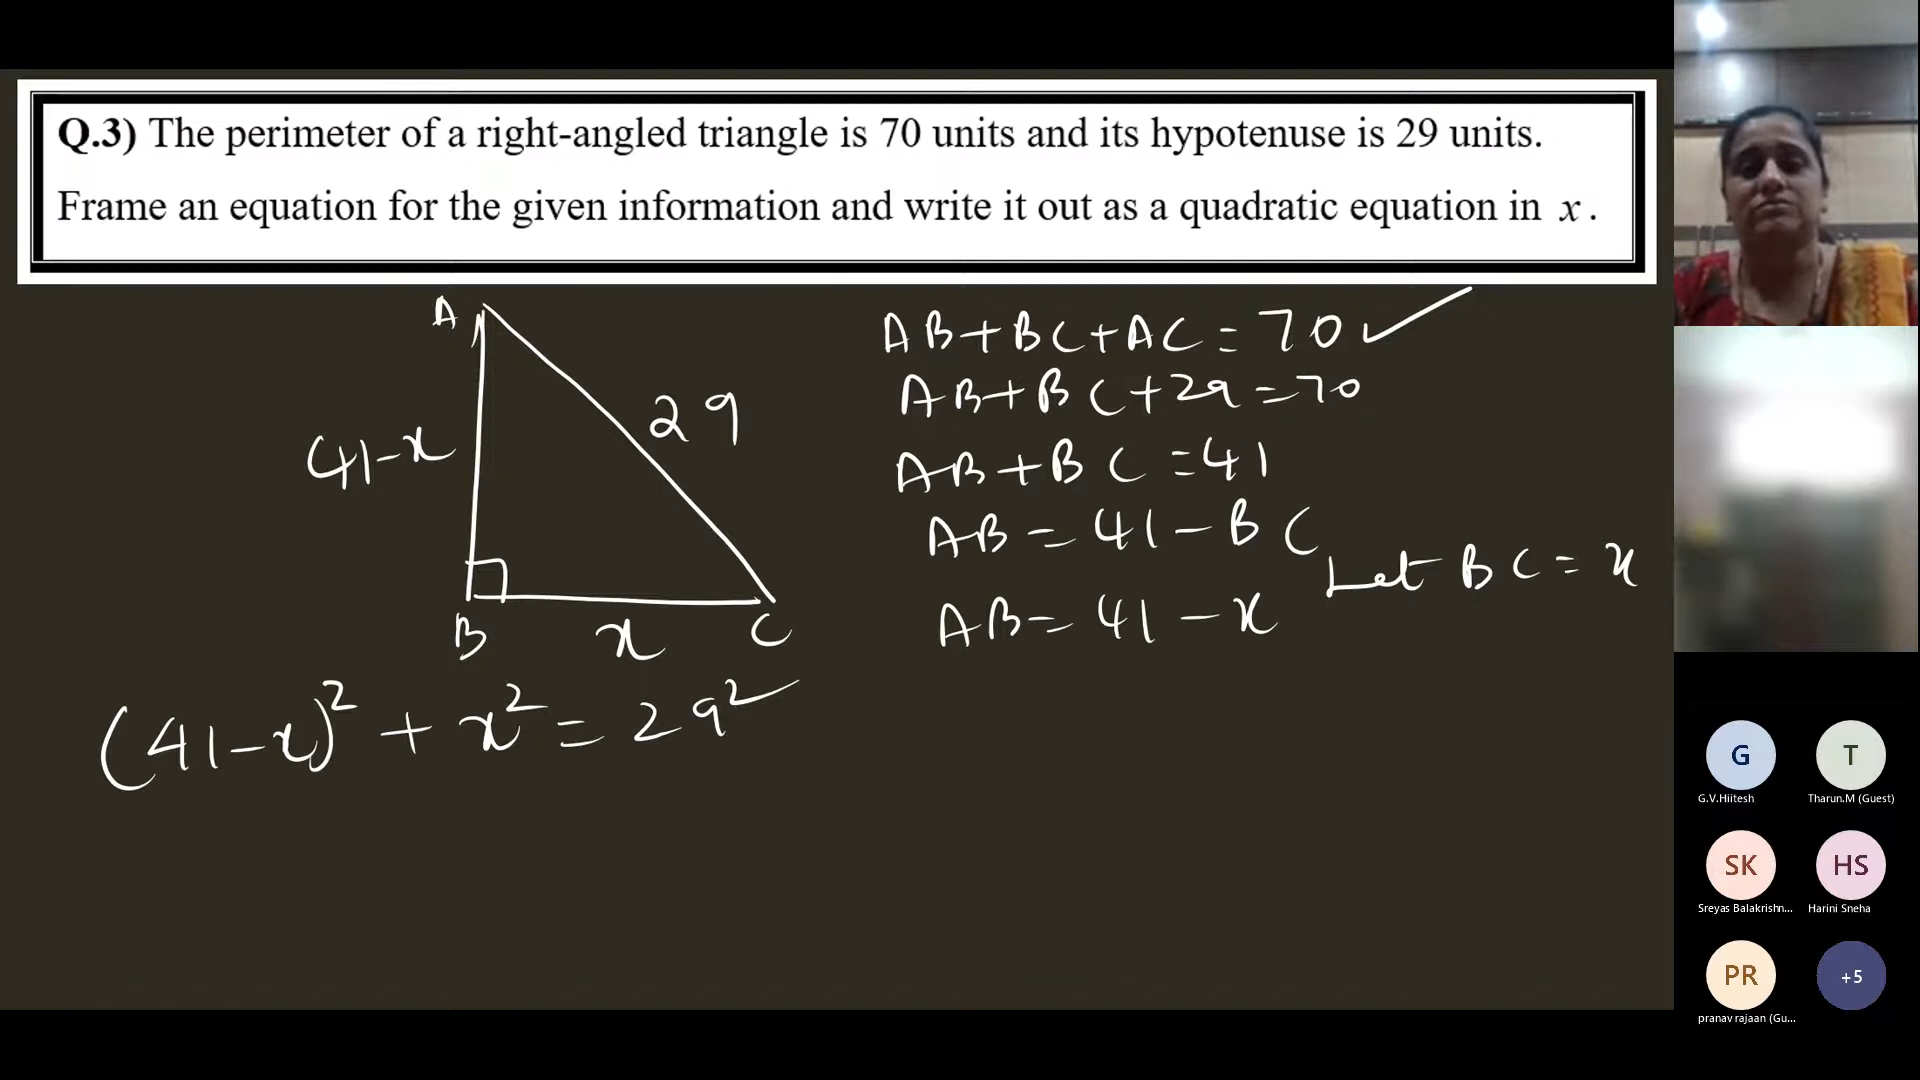 Q.3) The perimeter of a right-angled triangle is 70 units and its hypotenuse is 29 units.
Frame an equation for the given information and write it out as a quadratic equation in x.
A
41-x
29
B
x
C
(41-x)² + x² = 29²
AB+BC+AC = 70 ✓
AB+BC+29=70
AB+BC=41
AB = 41-BC
Let BC = x
AB= 41-x
G
G.V.Hiitesh
T
Tharun.M (Guest)
SK
Sreyas Balakrishn...
HS
Harini Sneha
PR
pranav rajaan (Gu...
+5